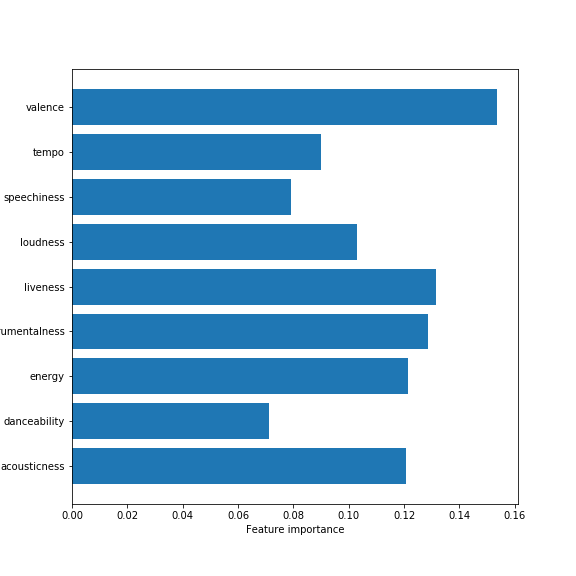 valence
tempo
speechiness
loudness
liveness
rumentalness
energy
danceability
acousticness
0.00 0.02 0.04 0.06 0.08 0.10 0.12 0.14 0.16
Feature importance